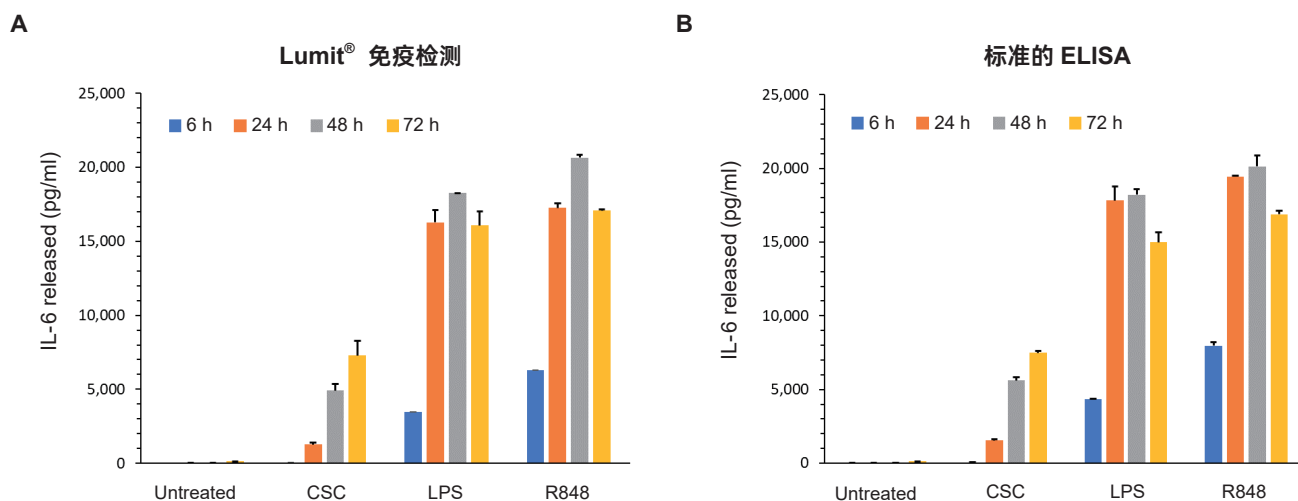 A
Lumit® 免疫检测
25,000
6 h 24 h 48 h 72 h
20,000
15,000
10,000
5,000
0
IL-6 released (pg/ml)
Untreated CSC LPS R848
B
标准的 ELISA
25,000
6 h 24 h 48 h 72 h
20,000
15,000
10,000
5,000
0
IL-6 released (pg/ml)
Untreated CSC LPS R848